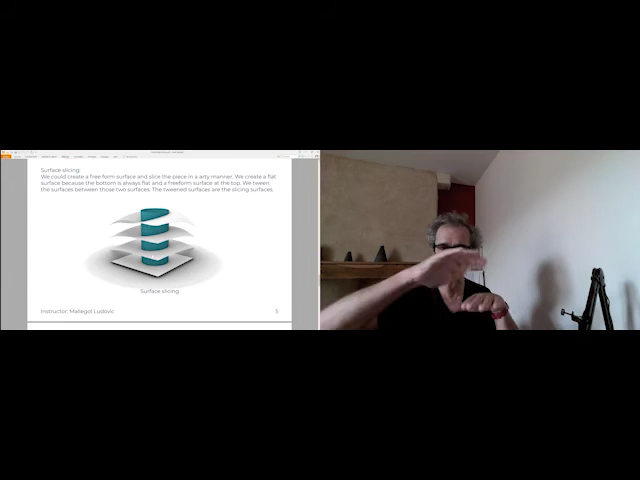 Surface slicing:
We could create a free form surface and slice the piece in a arty manner. We create a flat
surface because the bottom is always flat and a freeform surface at the top. We tween
the surfaces between those two surfaces. The tweened surfaces are the slicing surfaces
Surface slicing
Instructor: Mallegol Ludovic
5